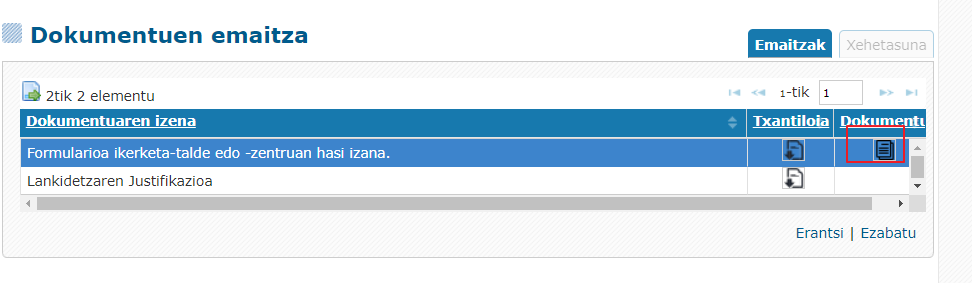 Dokumentuen emaitza
Emaitzak
Xehetasuna
2tik 2 elementu
1-tik 1
Dokumentuaren izena Txantiloia Dokumentu
Formularioa ikerketa-talde edo -zentruan hasi izana.
Lankidetzaren Justifikazioa
Erantsi | Ezabatu